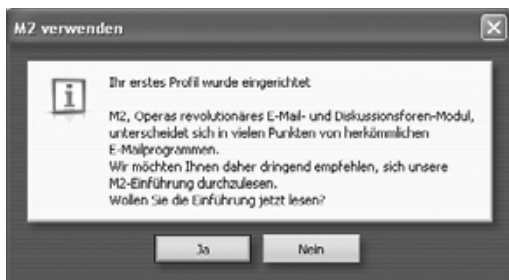 M2 verwenden
Ihr erstes Profil wurde eingerichtet
M2, Operas revolutionäres E-Mail- und Diskussionsforen-Modul,
unterscheidet sich in vielen Punkten von herkömmlichen
E-Mailprogrammen.
Wir möchten Ihnen daher dringend empfehlen, sich unsere
M2-Einführung durchzulesen.
Wollen Sie die Einführung jetzt lesen?
Ja
Nein